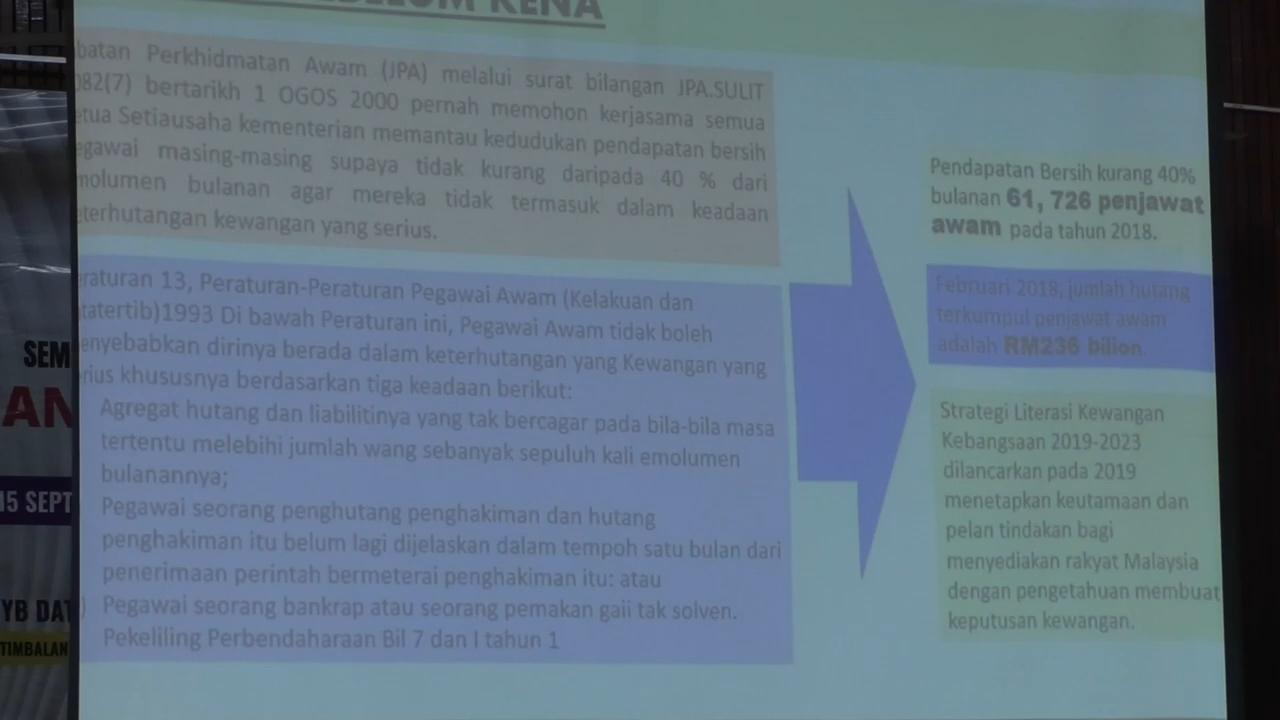 KENA
batan Perkhidmatan Awam (JPA) melalui surat bilangan JPA.SULIT
082(7) bertarikh 1 OGOS 2000 pernah memohon kerjasama semua
etua Setiausaha kementerian memantau kedudukan pendapatan bersih
egawai masing-masing supaya tidak kurang daripada 40 % dari
molumen bulanan agar mereka tidak termasuk dalam keadaan
eterhutangan kewangan yang serius.
eraturan 13, Peraturan-Peraturan Pegawai Awam (Kelakuan dan
tatertib)1993 Di bawah Peraturan ini, Pegawai Awam tidak boleh
enyebabkan dirinya berada dalam keterhutangan yang Kewangan yang
rius khususnya berdasarkan tiga keadaan berikut:
Agregat hutang dan liabilitinya yang tak bercagar pada bila-bila masa
tertentu melebihi jumlah wang sebanyak sepuluh kali emolumen
bulanannya;
Pegawai seorang penghutang penghakiman dan hutang
penghakiman itu belum lagi dijelaskan dalam tempoh satu bulan dari
penerimaan perintah bermeterai penghakiman itu: atau
) Pegawai seorang bankrap atau seorang pemakan gaii tak solven.
Pekeliling Perbendaharaan Bil 7 dan I tahun 1
Pendapatan Bersih kurang 40%
bulanan 61, 726 penjawat
awam pada tahun 2018.
Februari 2018, jumlah hutang
terkumpul penjawat awam
adalah RM236 bilion.
Strategi Literasi Kewangan
Kebangsaan 2019-2023
dilancarkan pada 2019
menetapkan keutamaan dan
pelan tindakan bagi
menyediakan rakyat Malaysia
dengan pengetahuan membuat
keputusan kewangan.
SEM
AN
15 SEPT
YB DAT
TIMBALAN